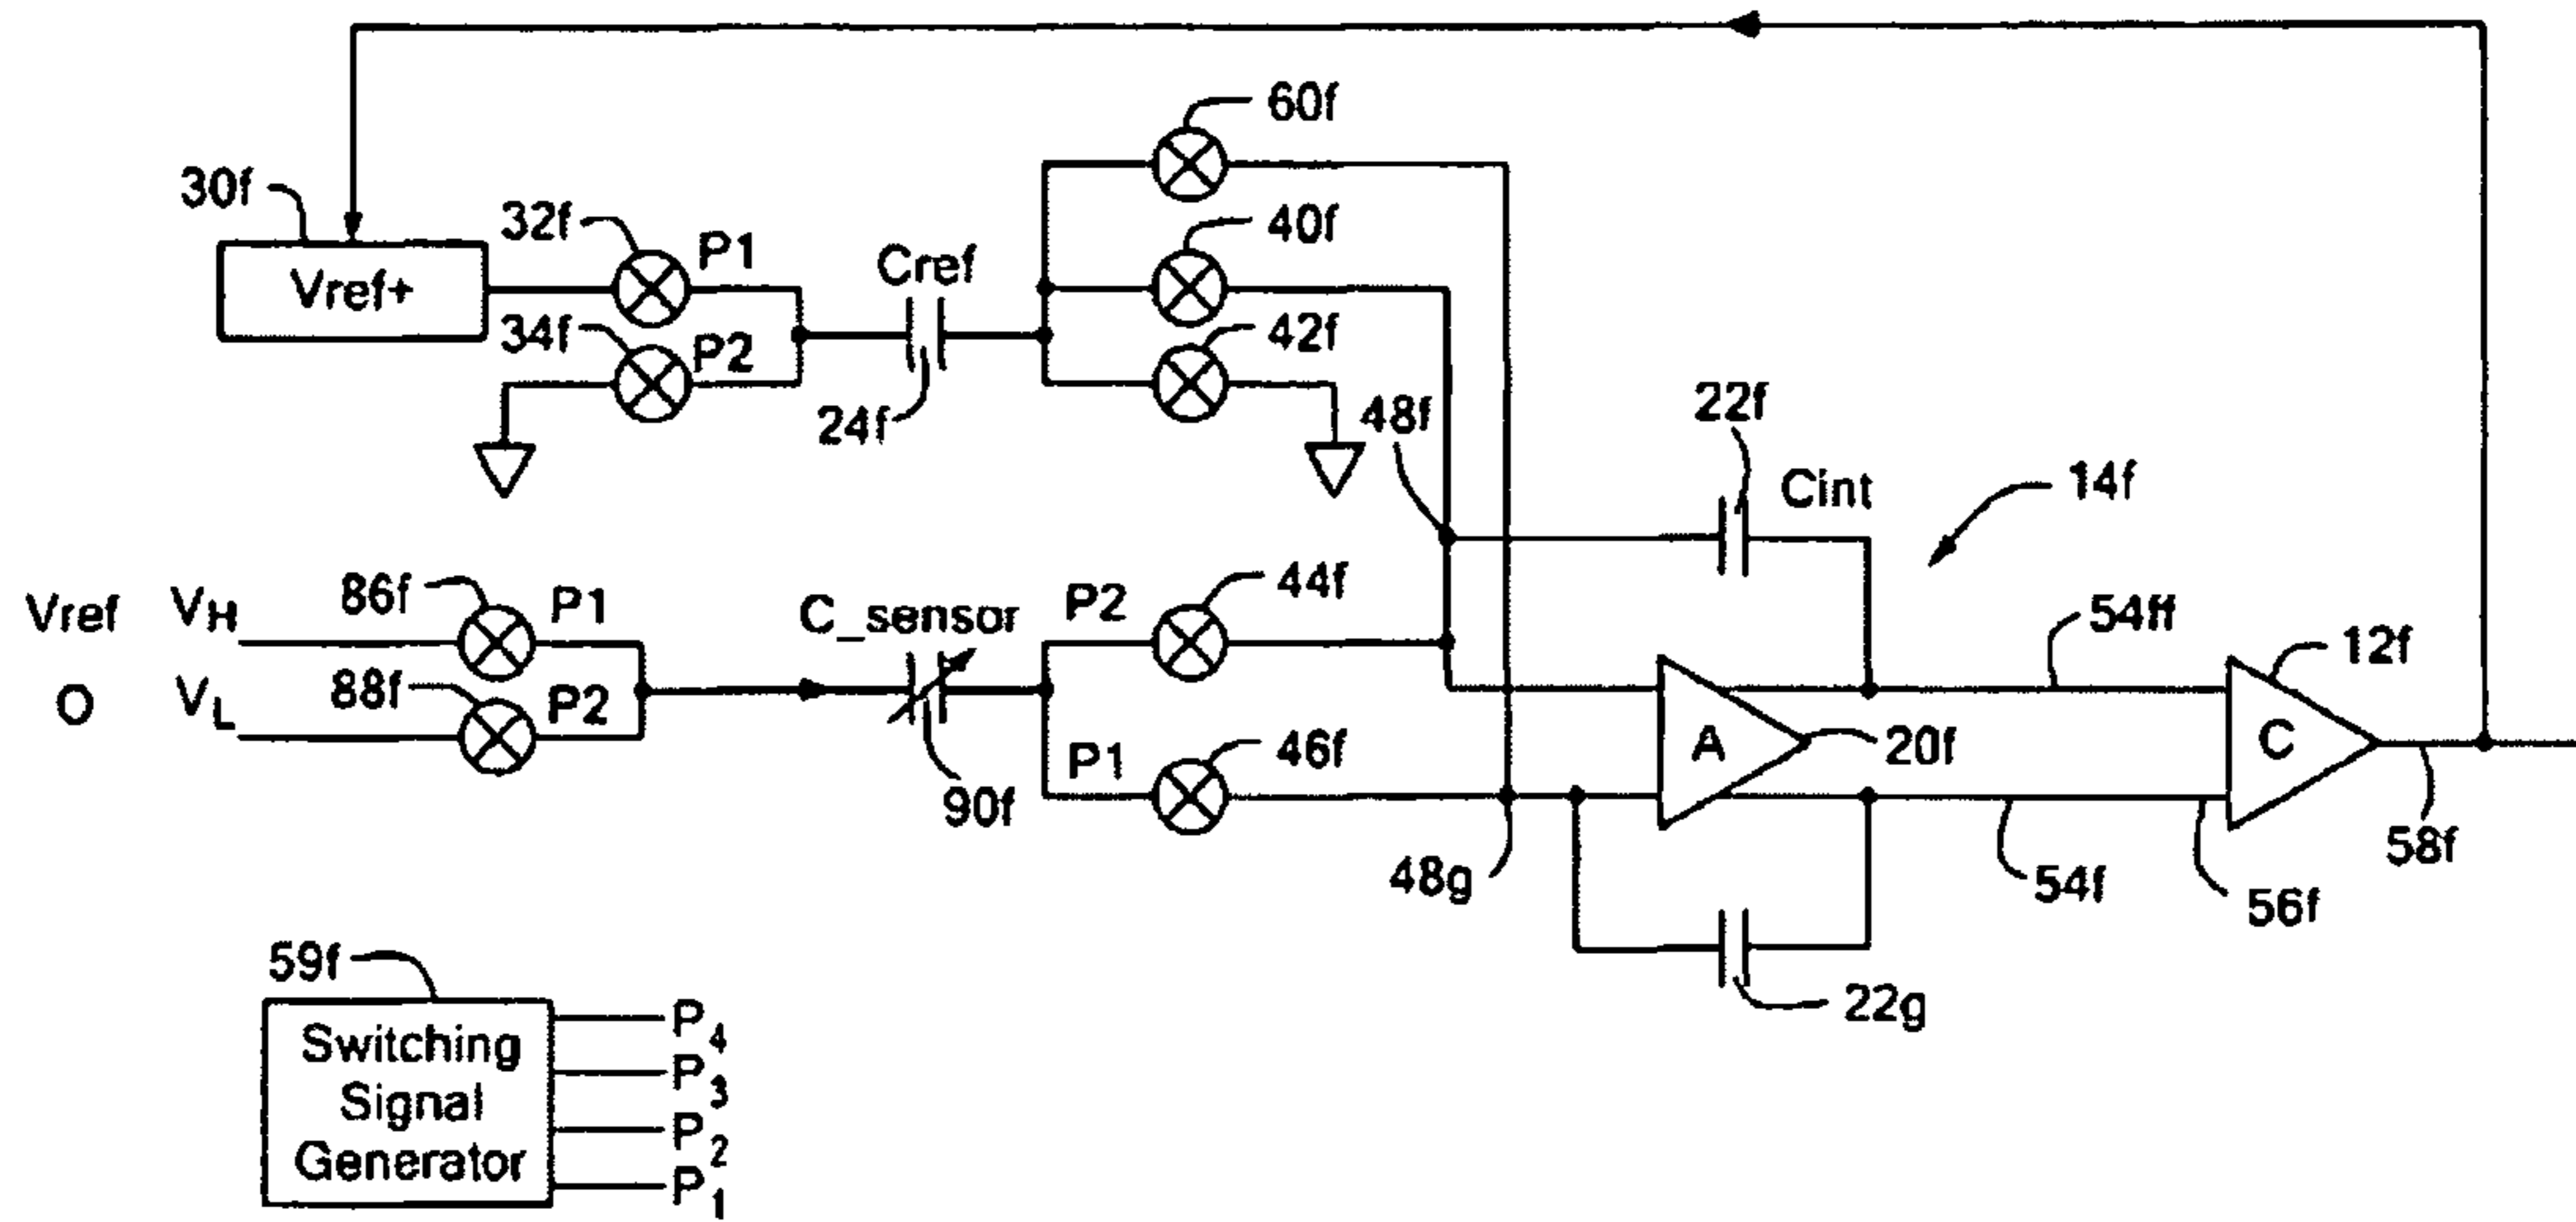 60f
30f
32f
P1
Cref
40f
Vref+
34f
P2
42f
24f
48f
22f
Cint
14f
Vref
VH
86f
P1
C_sensor
P2
44f
54ff
12f
O
VL
88f
P2
P1
46f
A
20f
C
90f
48g
54f
56f
58f
22g
59f
Switching
Signal
Generator
P4
P3
P2
P1